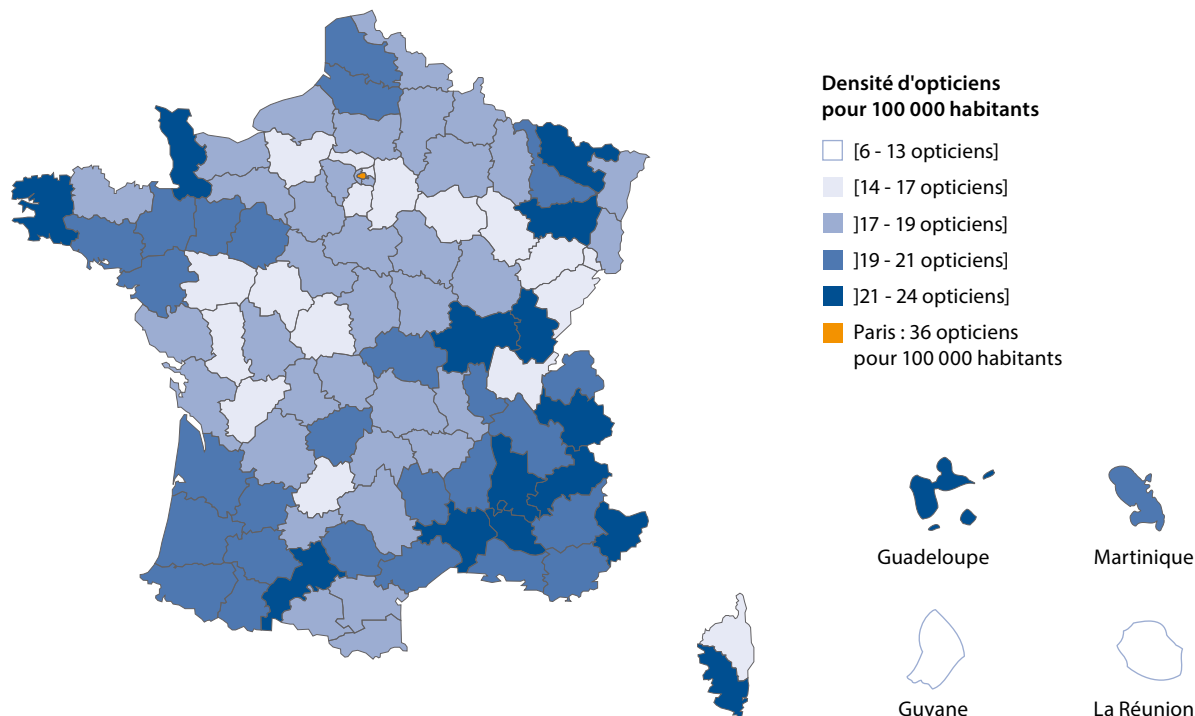 Densité d'opticiens
pour 100 000 habitants
[6 - 13 opticiens]
[14 - 17 opticiens]
]17 - 19 opticiens]
]19 - 21 opticiens]
]21 - 24 opticiens]
Paris : 36 opticiens
pour 100 000 habitants
Guadeloupe
Martinique
Guyane
La Réunion